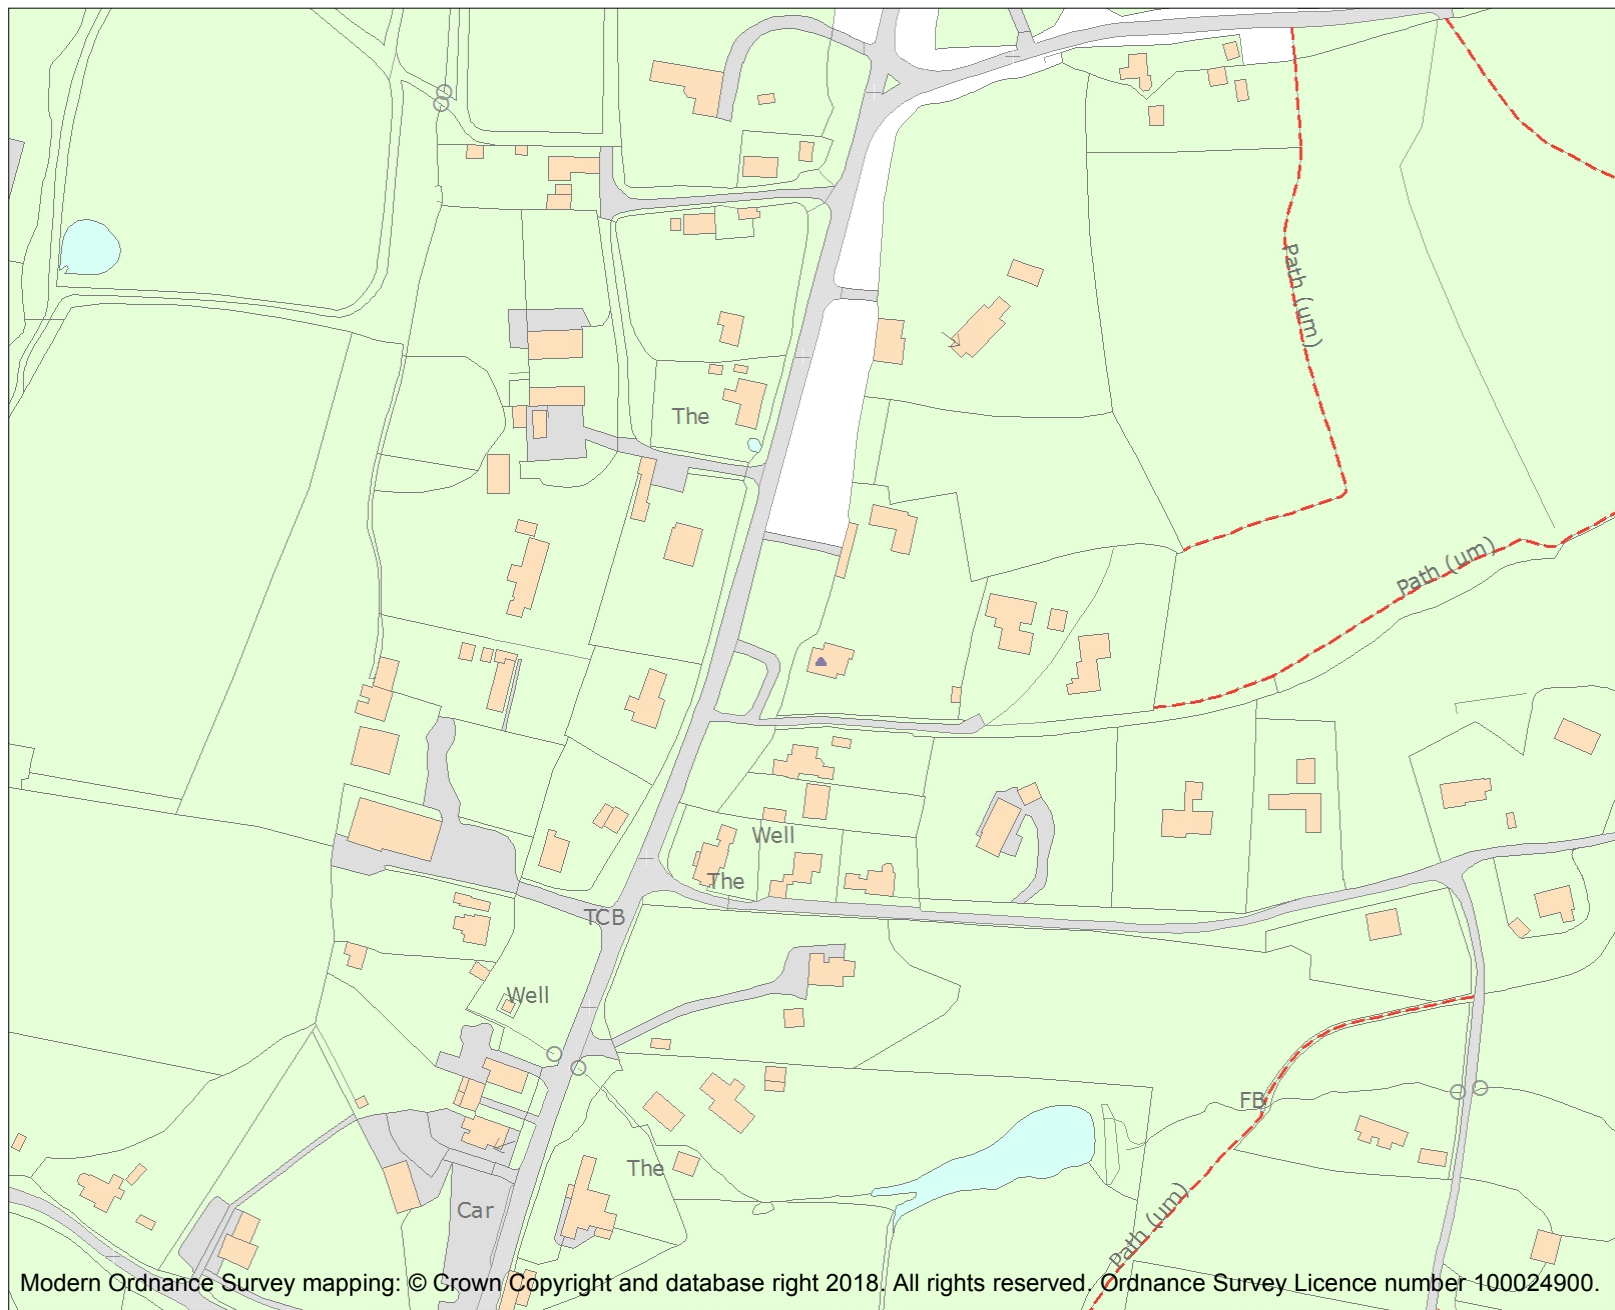 Path (um)
The
Path (um)
Well
The
TCB
Well
FB
The
Path (um)
Car
Modern Ordnance Survey mapping: © Crown Copyright and database right 2018. All rights reserved. Ordnance Survey Licence number 100024900.